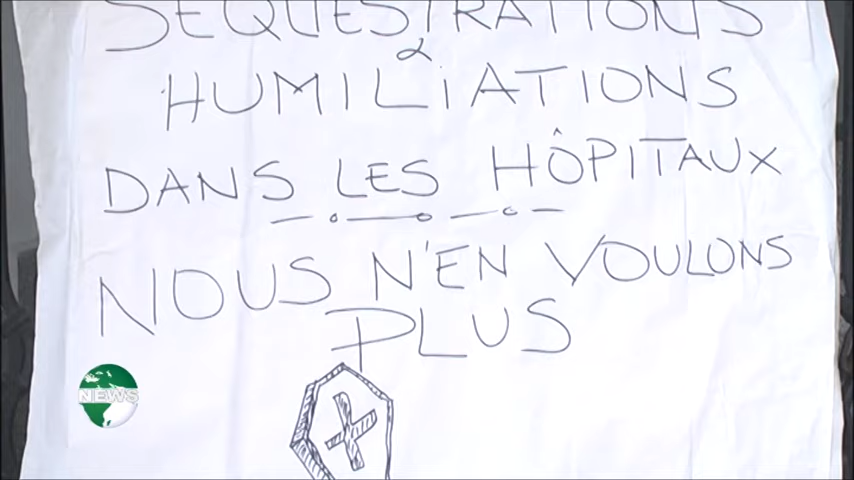 SEQUESTRATIONS
&
HUMILIATIONS
DANS LES HÔPITAUX
NOUS N'EN VOULONS
PLUS
NEWS